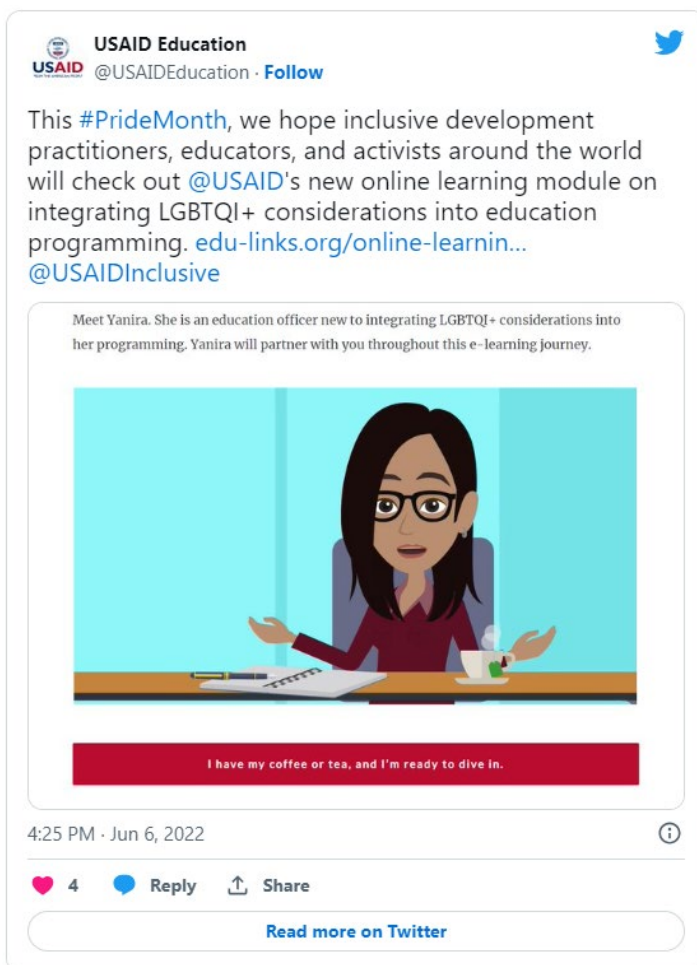 USAID Education
USAID
@USAIDEducation · Follow
This #PrideMonth, we hope inclusive development
practitioners, educators, and activists around the world
will check out @USAID's new online learning module on
integrating LGBTQI+ considerations into education
programming. edu-links.org/online-learnin...
@USAIDInclusive
Meet Yanira. She is an education officer new to integrating LGBTQI+ considerations into
her programming. Yanira will partner with you throughout this e-learning journey.
I have my coffee or tea, and I'm ready to dive in.
4:25 PM · Jun 6, 2022
4 Reply Share
Read more on Twitter